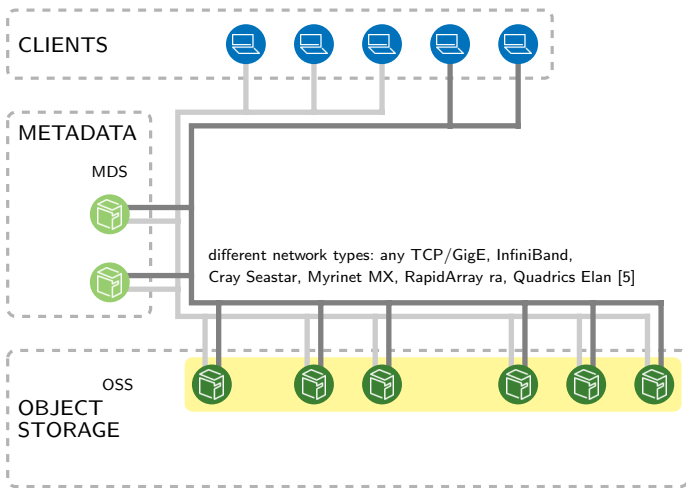 CLIENTS
METADATA
MDS
different network types: any TCP/GigE, InfiniBand,
Cray Seastar, Myrinet MX, RapidArray ra, Quadrics Elan [5]
OSS
OBJECT
STORAGE